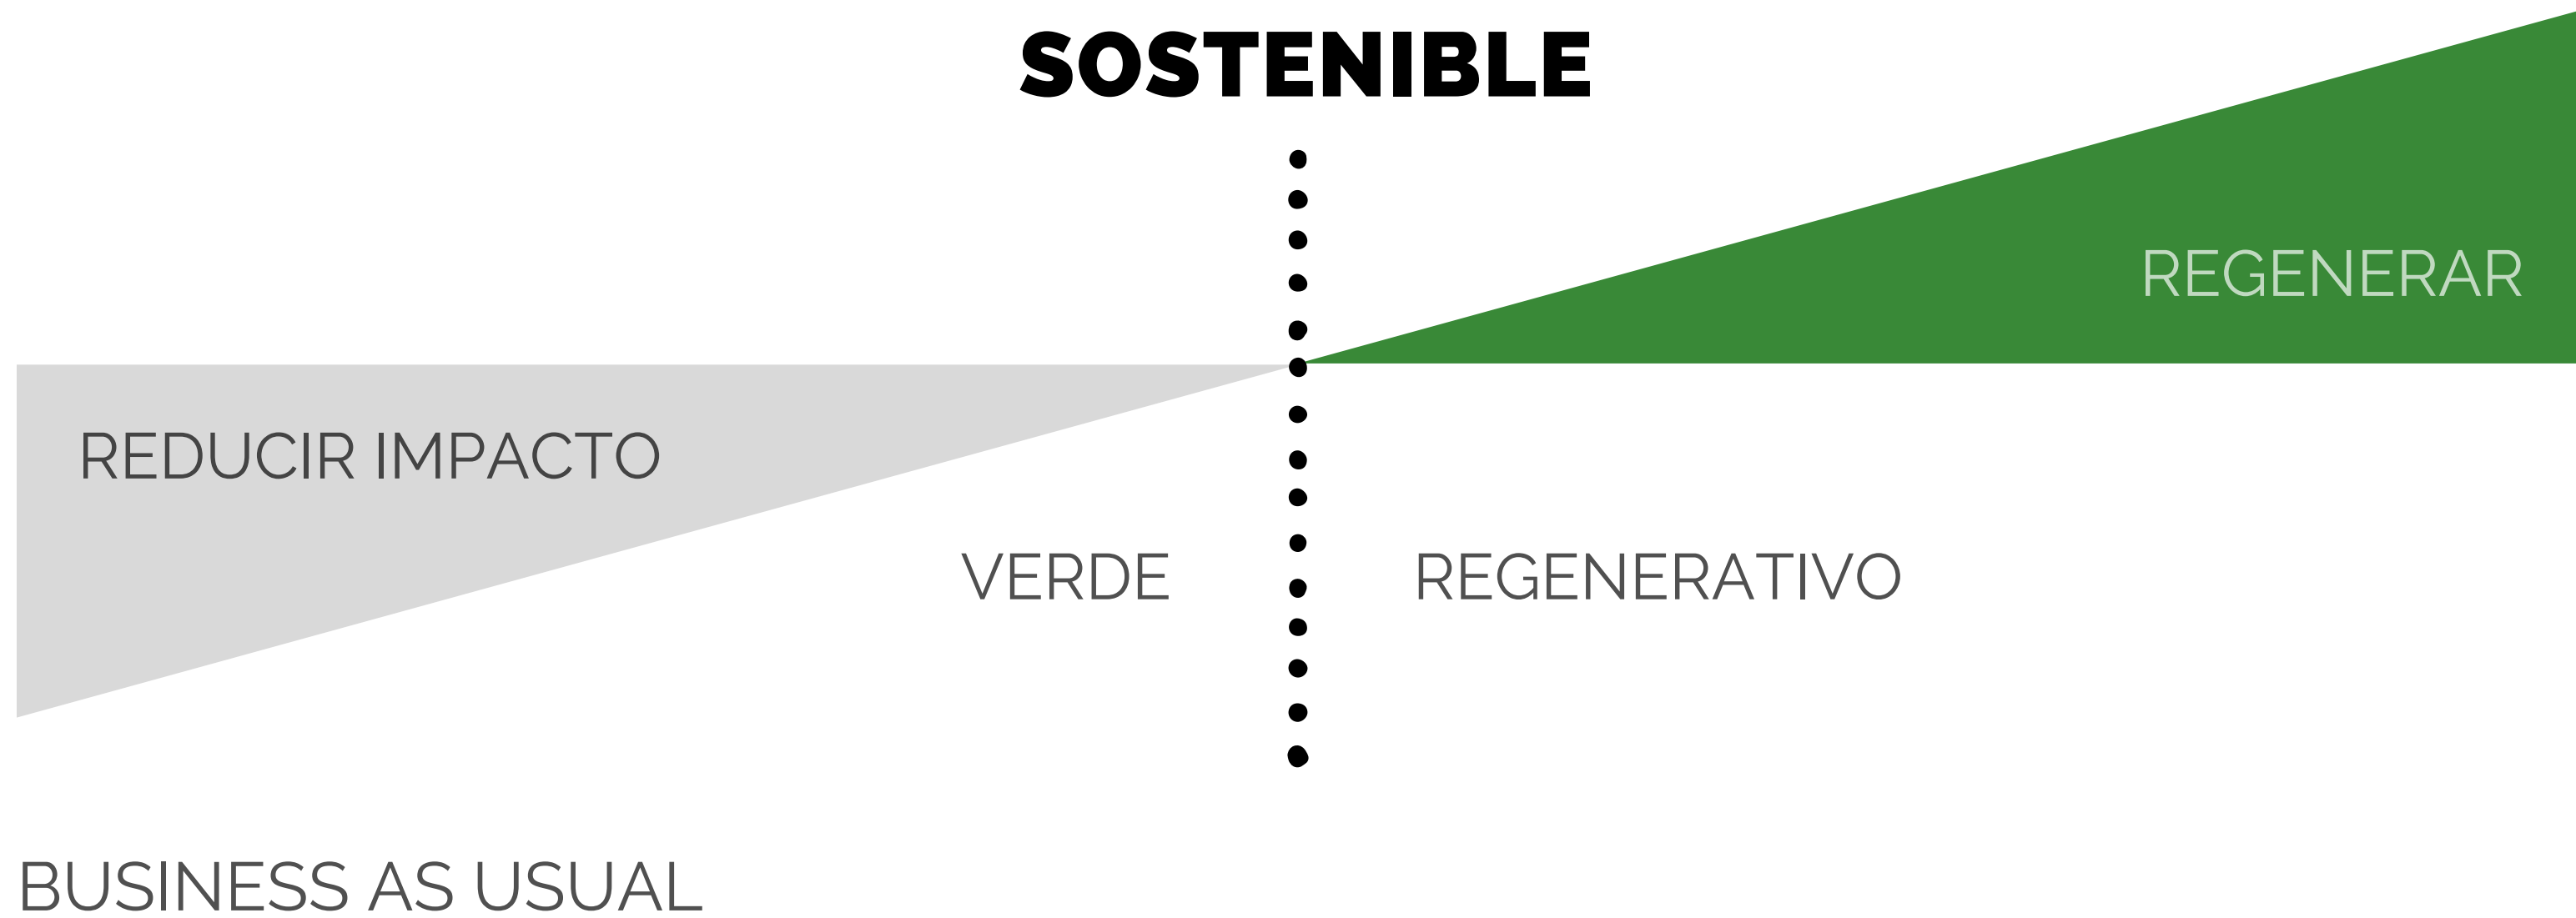 SOSTENIBLE
REGENERAR
REDUCIR IMPACTO
VERDE
REGENERATIVO
BUSINESS AS USUAL